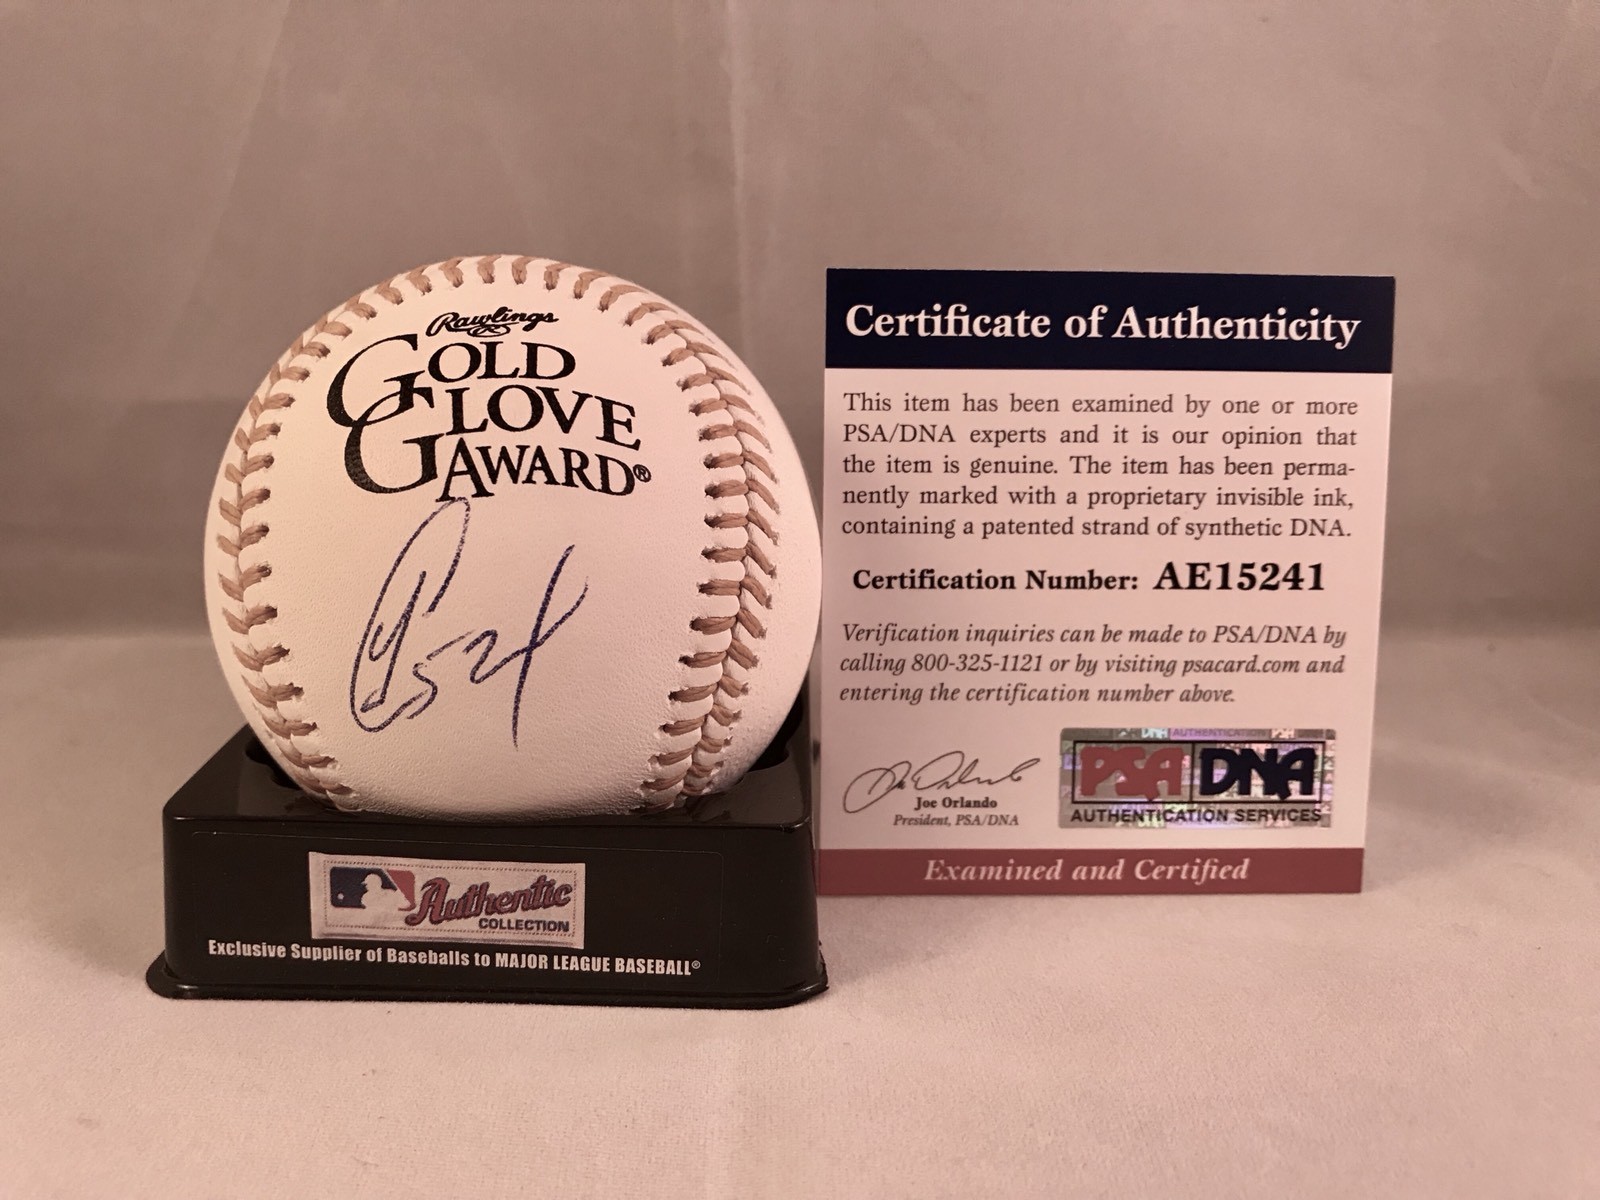 Rawlings
GOLD
GLOVE
AWARD®
Authentic
COLLECTION
Exclusive Supplier of Baseballs to MAJOR LEAGUE BASEBALL®
Certificate of Authenticity
This item has been examined by one or more
PSA/DNA experts and it is our opinion that
the item is genuine. The item has been perma-
nently marked with a proprietary invisible ink,
containing a patented strand of synthetic DNA.
Certification Number: AE15241
Verification inquiries can be made to PSA/DNA by
calling 800-325-1121 or by visiting psacard.com and
entering the certification number above.
Joe Orlando
President, PSA/DNA
PSA DNA
AUTHENTICATION SERVICES
Examined and Certified